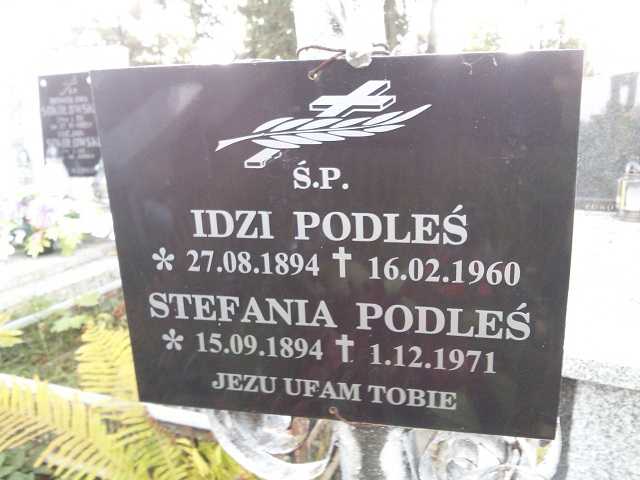 Ś.P.
IDZI PODLEŚ
* 27.08.1894 † 16.02.1960
STEFANIA PODLEŚ
* 15.09.1894 † 1.12.1971
JEZU UFAM TOBIE